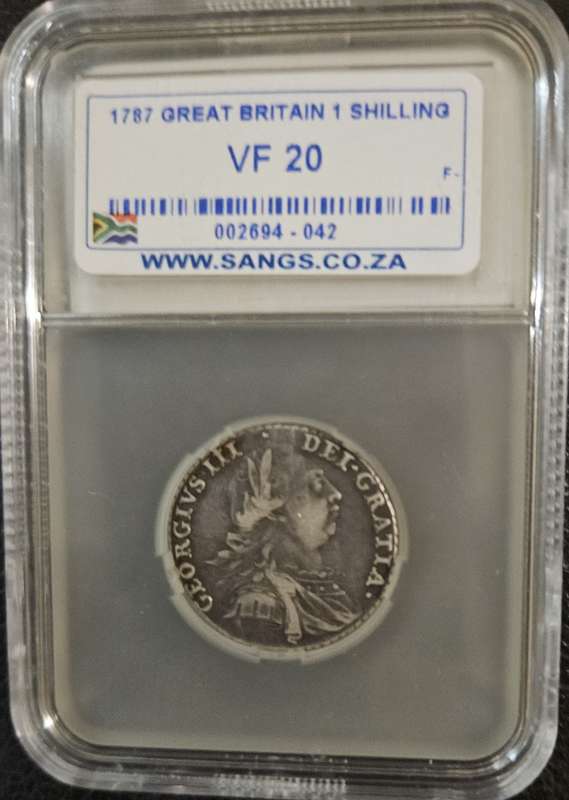 1787 GREAT BRITAIN 1 SHILLING
VF 20
F-
002694 - 042
WWW.SANGS.CO.ZA
GEORGIVS III · DEI·GRATIA·